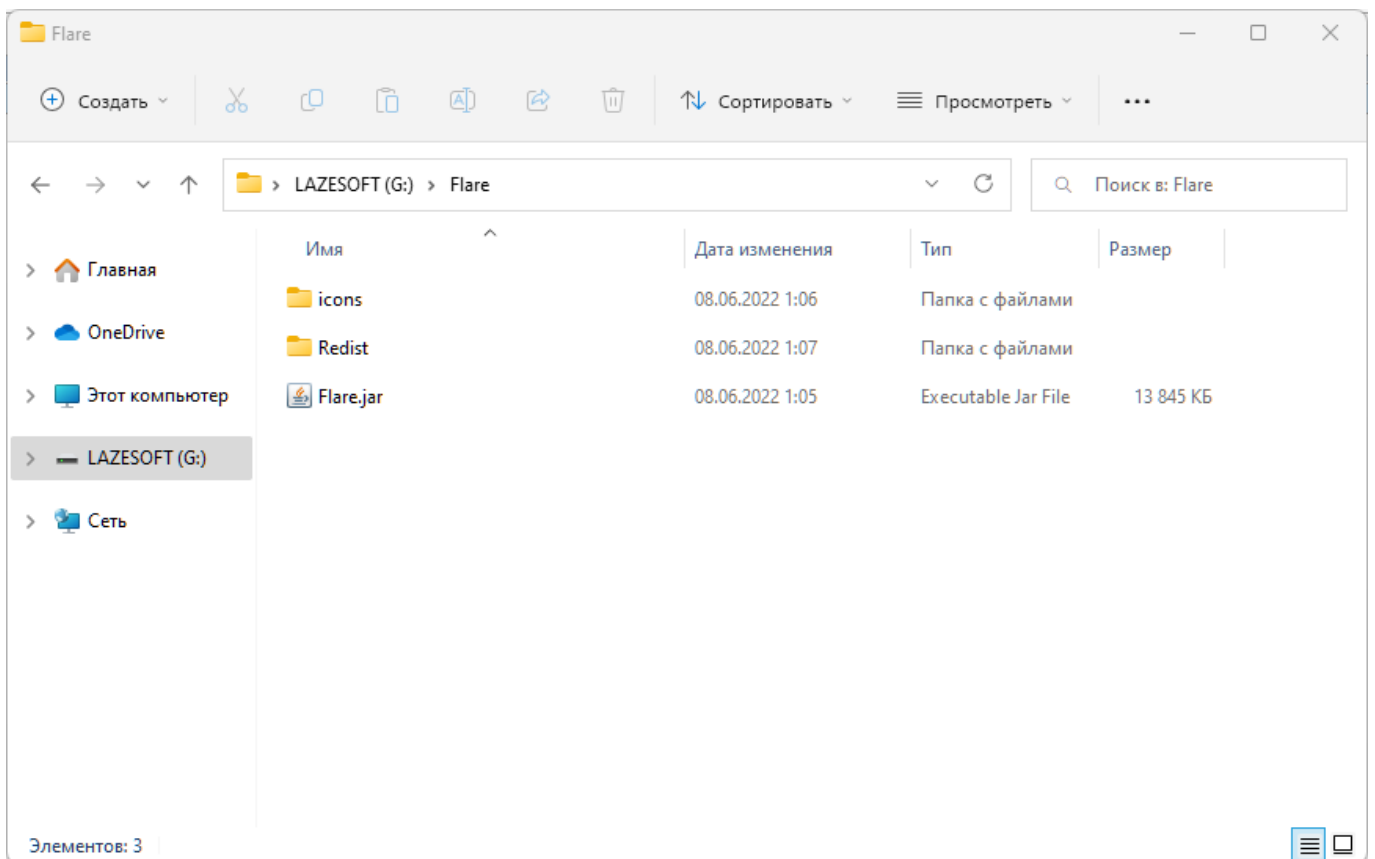 Flare
Создать Сортировать Просмотреть
LAZESOFT (G:) > Flare Поиск в: Flare
Имя Дата изменения Тип Размер
Главная
icons 08.06.2022 1:06 Папка с файлами
OneDrive
Redist 08.06.2022 1:07 Папка с файлами
Этот компьютер
Flare.jar 08.06.2022 1:05 Executable Jar File 13 845 КБ
LAZESOFT (G:)
Сеть
Элементов: 3